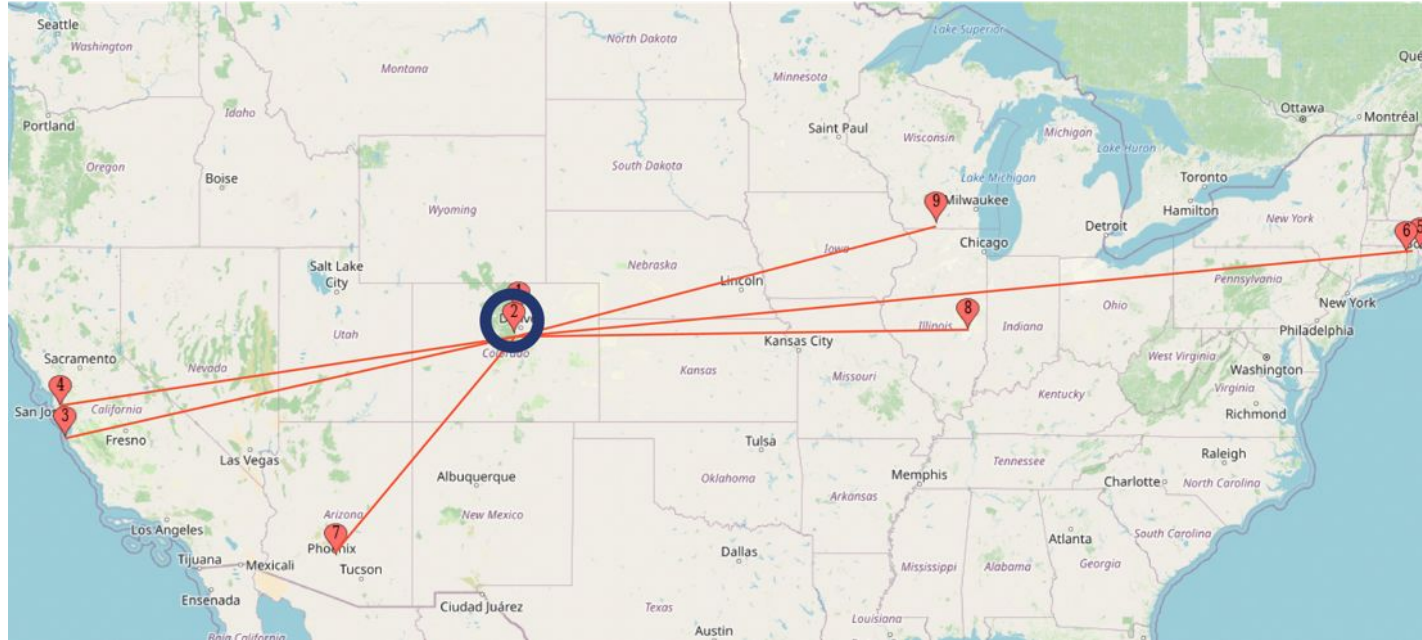 Seattle
Washington
North Dakota
Lake Superior
Montana
Minnesota
Ottawa
Montréal
Portland
Idaho
Saint Paul
Wisconsin
Michigan
Lake Huron
Oregon
South Dakota
Boise
Lake Michigan
Toronto
Wyoming
9
Milwaukee
Hamilton
New York
Detroit
6
5
Iowa
Chicago
Salt Lake
City
Nebraska
Lincoln
Pennsylvania
1
2
8
New York
Utah
Illinois
Indiana
Ohio
Philadelphia
Sacramento
Nevada
Colorado
Kansas City
West Virginia
Washington
4
Kansas
Missouri
Virginia
3
California
Kentucky
Richmond
Fresno
Las Vegas
Tulsa
Raleigh
Albuquerque
Oklahoma
Memphis
Tennessee
Charlotte
North Carolina
Arkansas
Los Angeles
7
Arizona
New Mexico
Phoenix
Atlanta
South Carolina
Tijuana
Mexicali
Tucson
Dallas
Mississippi
Alabama
Georgia
Ensenada
Ciudad Juárez
Texas
Louisiana
Austin
Baja California